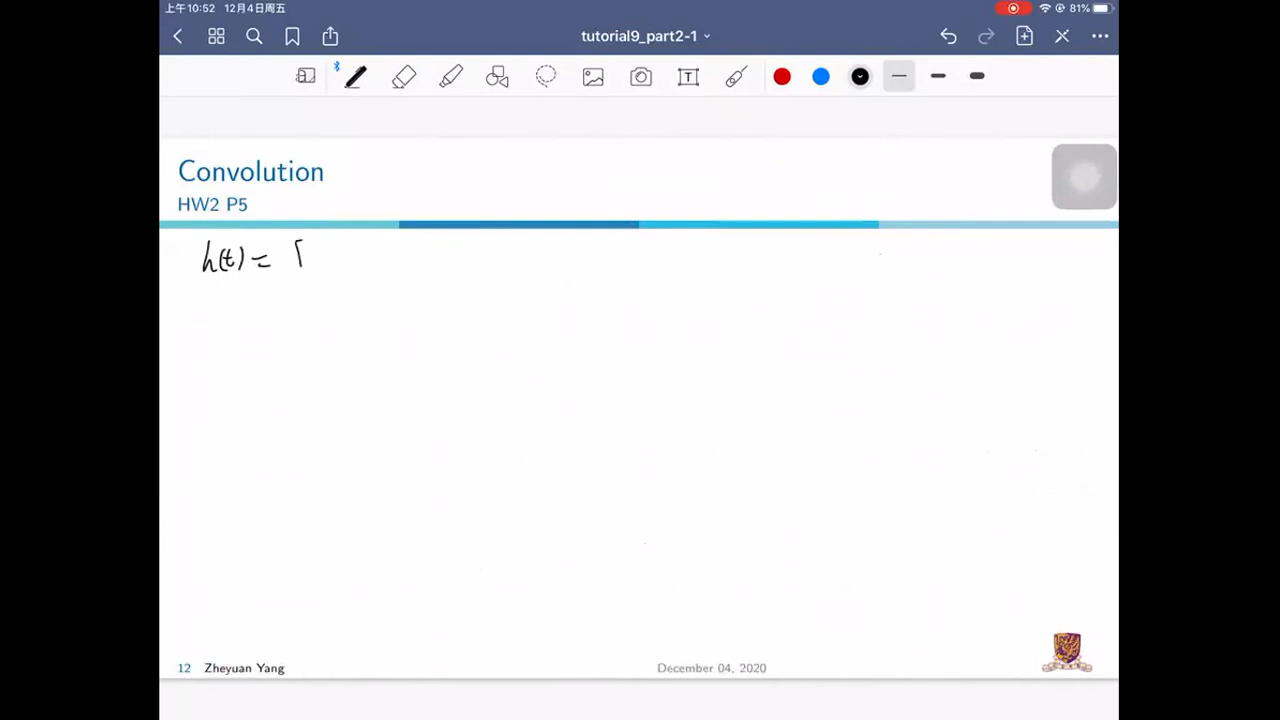 上午10:52 12月4日周五
81%
tutorial9_part2-1
T
Convolution
HW2 P5
h(t) = [
12 Zheyuan Yang
December 04, 2020